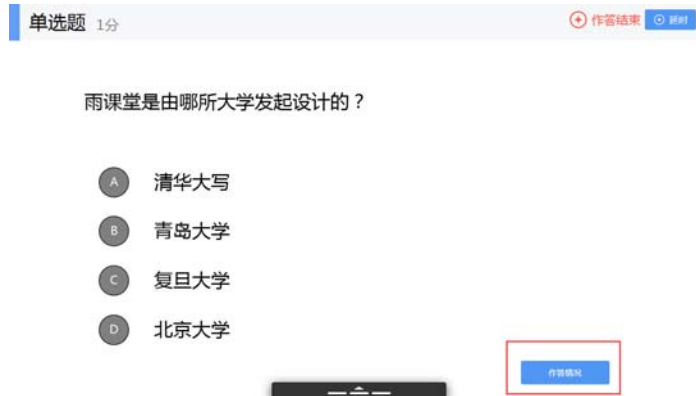 单选题 1分 作答结束 延时
雨课堂是由哪所大学发起设计的？
A 清华大写
B 青岛大学
C 复旦大学
D 北京大学
作答情况